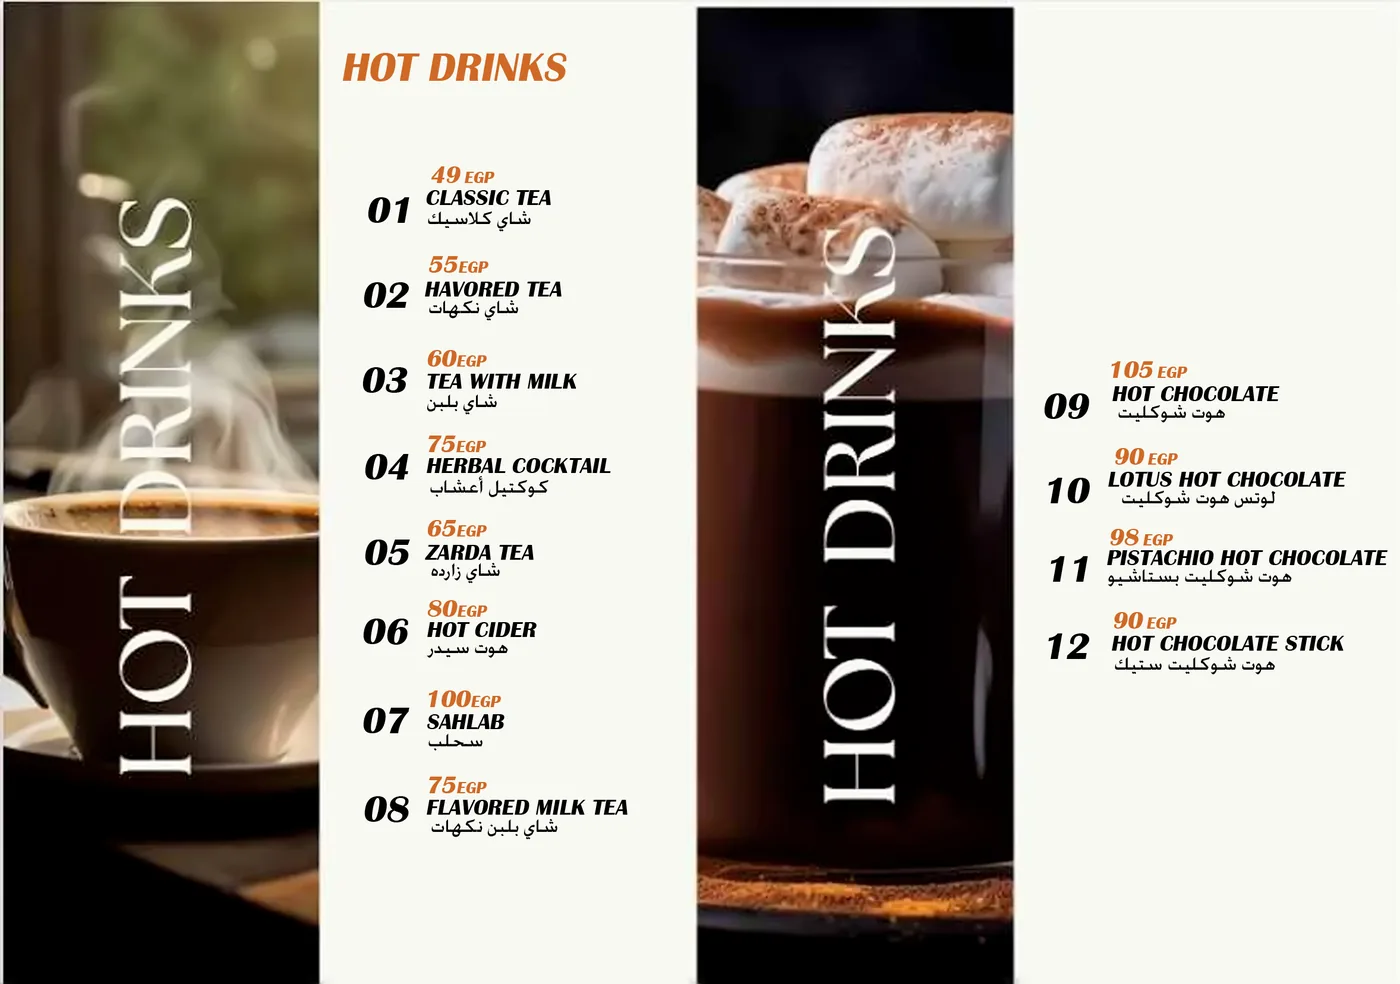 HOT DRINKS
HOT DRINKS
49 EGP
01 CLASSIC TEA
شاي كلاسيك
55EGP
02 HAVORED TEA
شاي نكهات
60EGP
03 TEA WITH MILK
شاي بلبن
75EGP
04 HERBAL COCKTAIL
كوكتيل أعشاب
65EGP
05 ZARDA TEA
شاي زارده
80EGP
06 HOT CIDER
هوت سيدر
100EGP
07 SAHLAB
سحلب
75EGP
08 FLAVORED MILK TEA
شاي بلبن نكهات
HOT DRINKS
105 EGP
09 HOT CHOCOLATE
هوت شوكليت
90 EGP
10 LOTUS HOT CHOCOLATE
لوتس هوت شوكليت
98 EGP
11 PISTACHIO HOT CHOCOLATE
هوت شوكليت بستاشيو
90 EGP
12 HOT CHOCOLATE STICK
هوت شوكليت ستيك